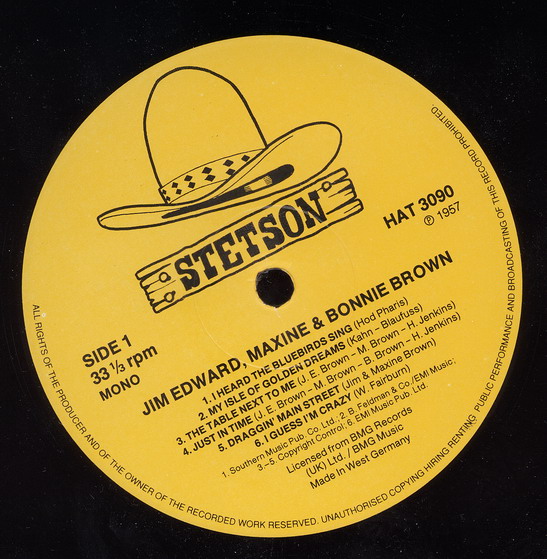 STETSON
HAT 3090
℗ 1957
SIDE 1
33 1/3 rpm
MONO
JIM EDWARD, MAXINE & BONNIE BROWN
1. I HEARD THE BLUEBIRDS SING (Hod Pharis)
2. MY ISLE OF GOLDEN DREAMS (Kahn – Blaufuss)
3. THE TABLE NEXT TO ME (J. E. Brown – M. Brown – H. Jenkins)
4. JUST IN TIME (J. E. Brown – M. Brown – B. Brown – H. Jenkins)
5. DRAGGIN' MAIN STREET (Jim & Maxine Brown)
6. I GUESS I'M CRAZY (W. Fairburn)
1. Southern Music Pub. Co. Ltd.; 2. B. Feldman & Co./EMI Music;
3–5. Copyright Control; 6. EMI Music Pub. Ltd.
Licensed from BMG Records
(UK) Ltd. / BMG Music
Made In West Germany
ALL RIGHTS OF THE PRODUCER AND OF THE OWNER OF THE RECORDED WORK RESERVED. UNAUTHORISED COPYING HIRING RENTING PUBLIC PERFORMANCE AND BROADCASTING OF THIS RECORD PROHIBITED.